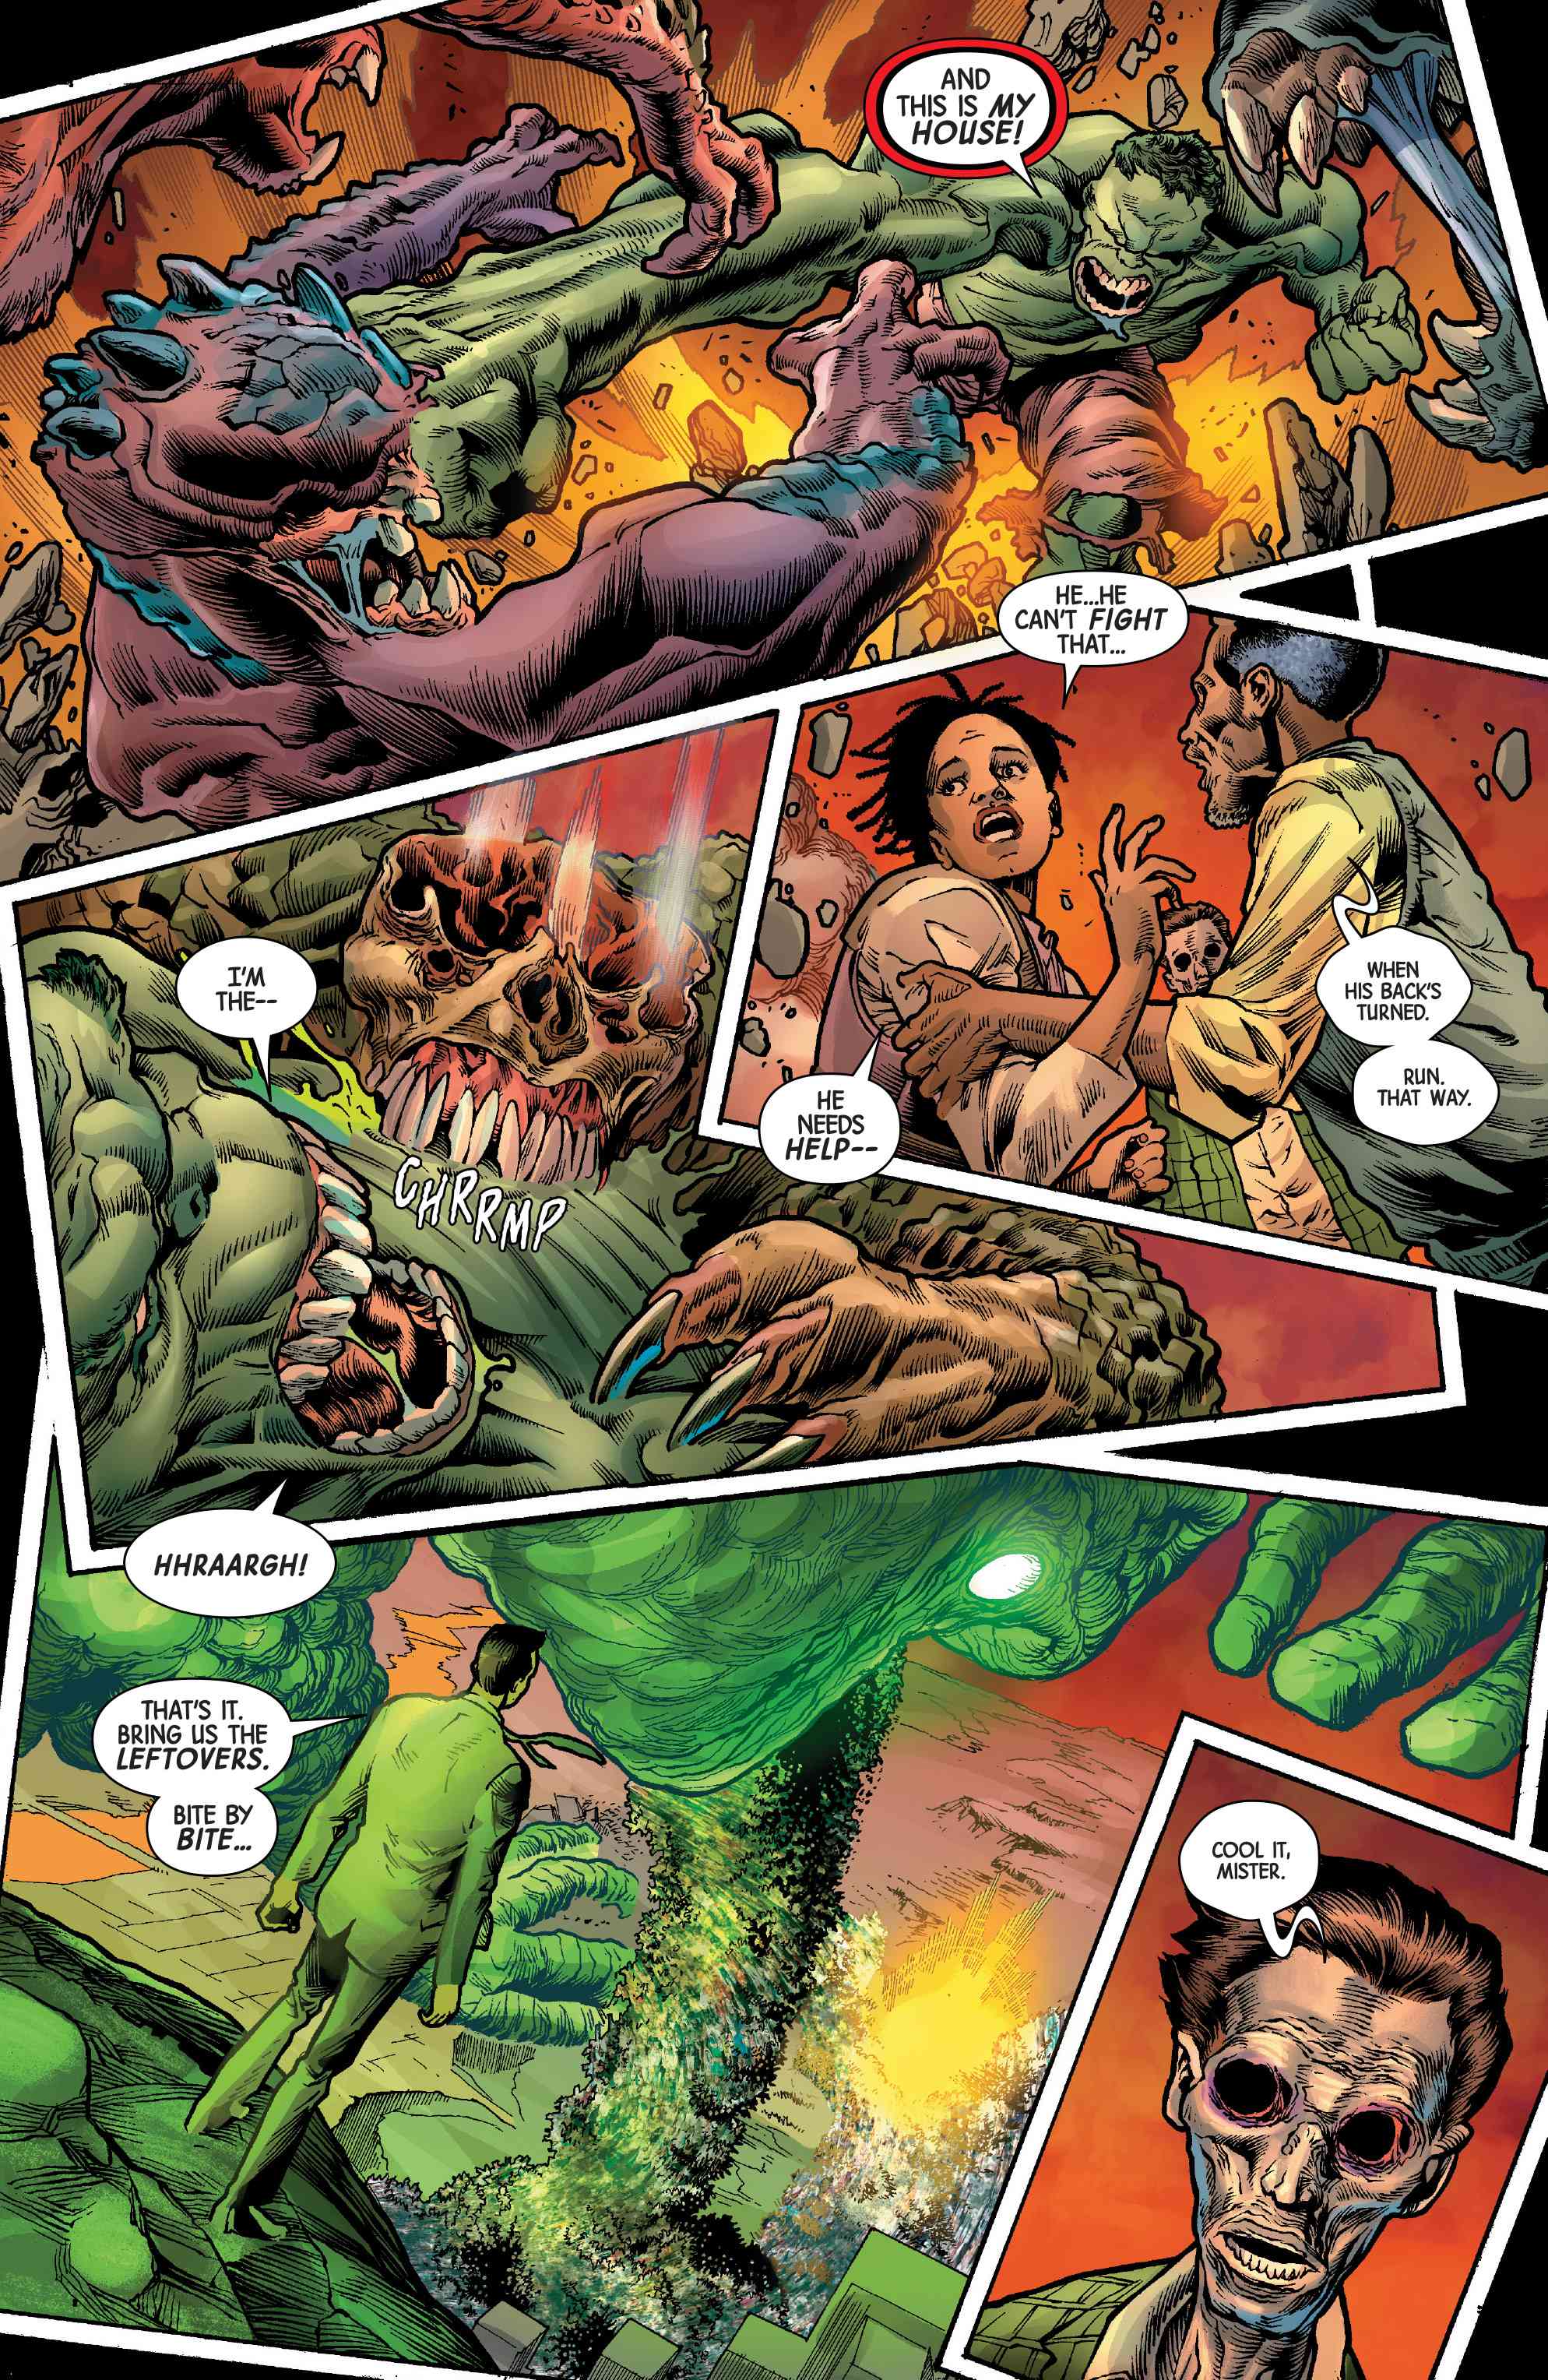 AND
THIS IS MY
HOUSE!
HE...HE
CAN'T FIGHT
THAT...
WHEN
HIS BACK'S
TURNED.
RUN.
THAT WAY.
HE
NEEDS
HELP--
I'M
THE--
CHRRMP
HHRAARGH!
THAT'S IT.
BRING US THE
LEFTOVERS.
BITE BY
BITE...
COOL IT,
MISTER.